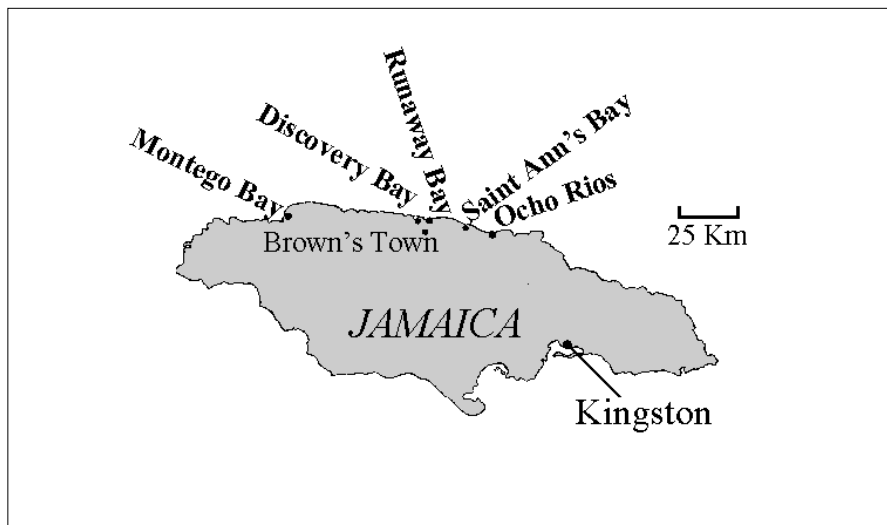 Montego Bay
Discovery Bay
Runaway Bay
Saint Ann's Bay
Ocho Rios
25 Km
Brown's Town
JAMAICA
Kingston